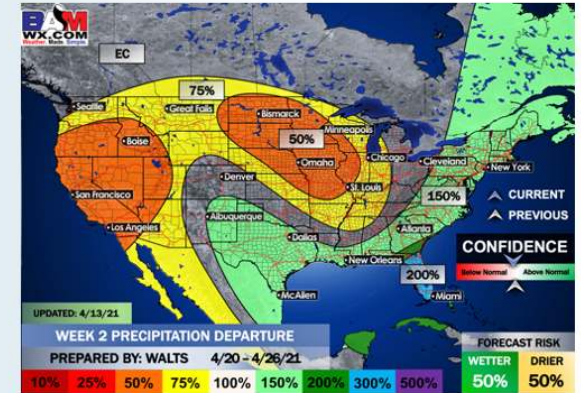 BAM
WX.COM
Weather. Made. Simple.
EC
75%
Seattle
Great Falls
Bismarck
Minneapolis
Boise
50%
Omaha
Chicago
Cleveland
New York
Denver
St. Louis
San Francisco
150%
CURRENT
PREVIOUS
Los Angeles
Albuquerque
Dallas
Atlanta
CONFIDENCE
Below Normal
Above Normal
New Orleans
200%
McAllen
Miami
UPDATED: 4/13/21
WEEK 2 PRECIPITATION DEPARTURE
PREPARED BY: WALTS 4/20 - 4/26/21
FORECAST RISK
WETTER DRIER
50% 50%
10% 25% 50% 75% 100% 150% 200% 300% 500%